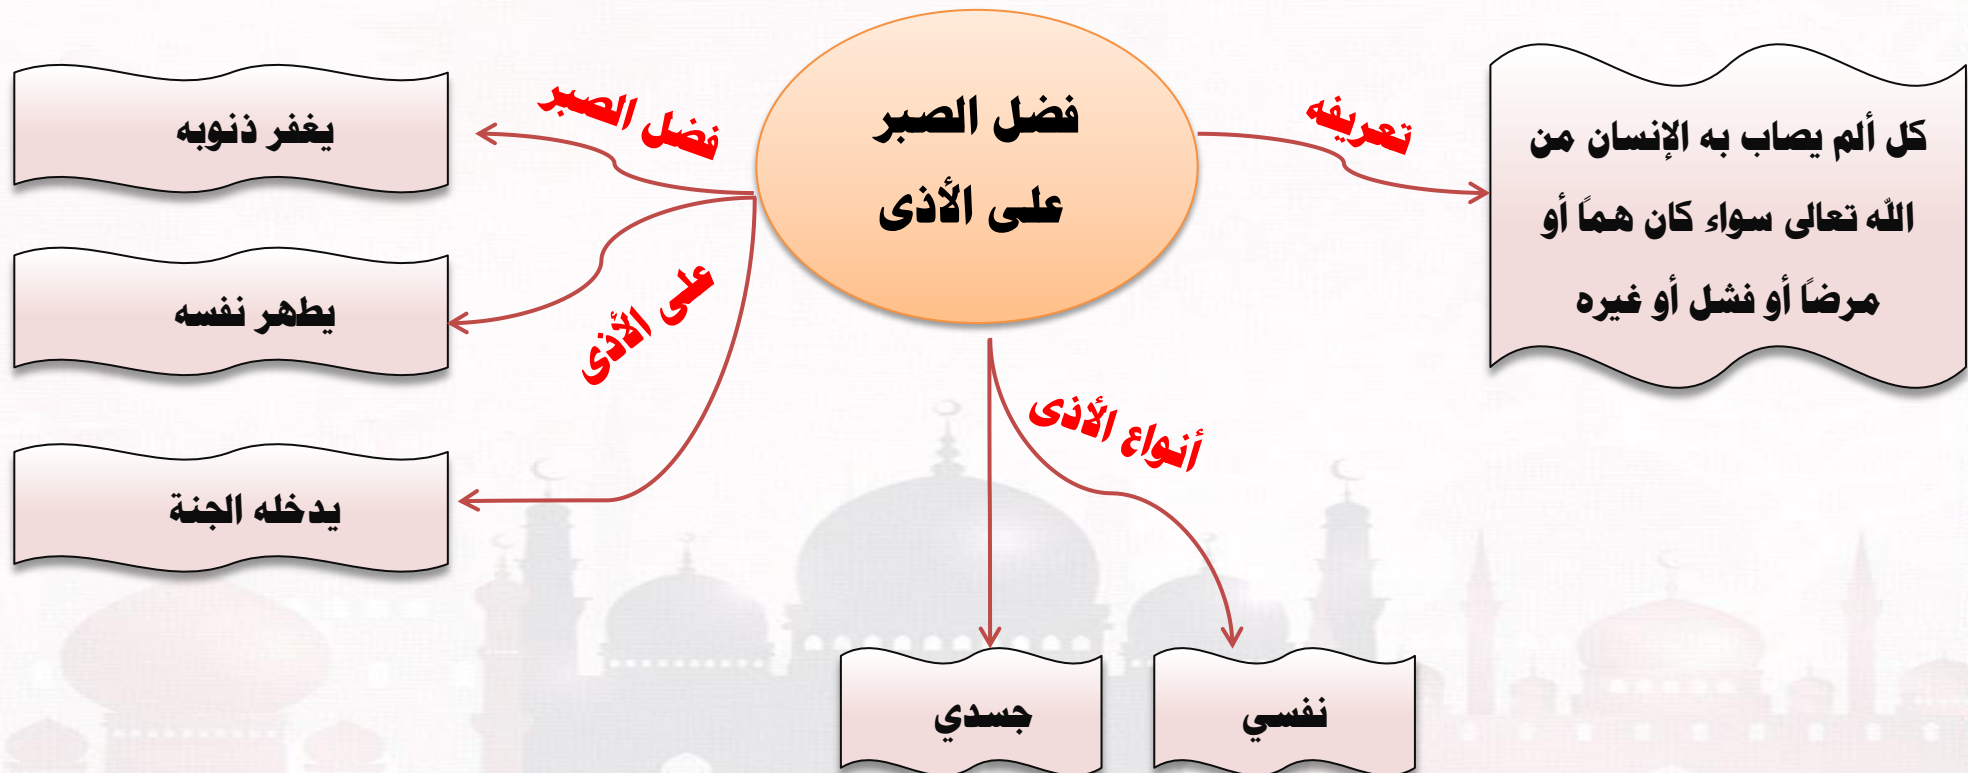 فضل الصبر
على الأذى
تعريفه
كل ألم يصاب به الإنسان من
الله تعالى سواء كان هماً أو
مرضاً أو فشل أو غيره
أنواع الأذى
نفسي
جسدي
فضل الصبر
على الأذى
يغفر ذنوبه
يطهر نفسه
يدخله الجنة